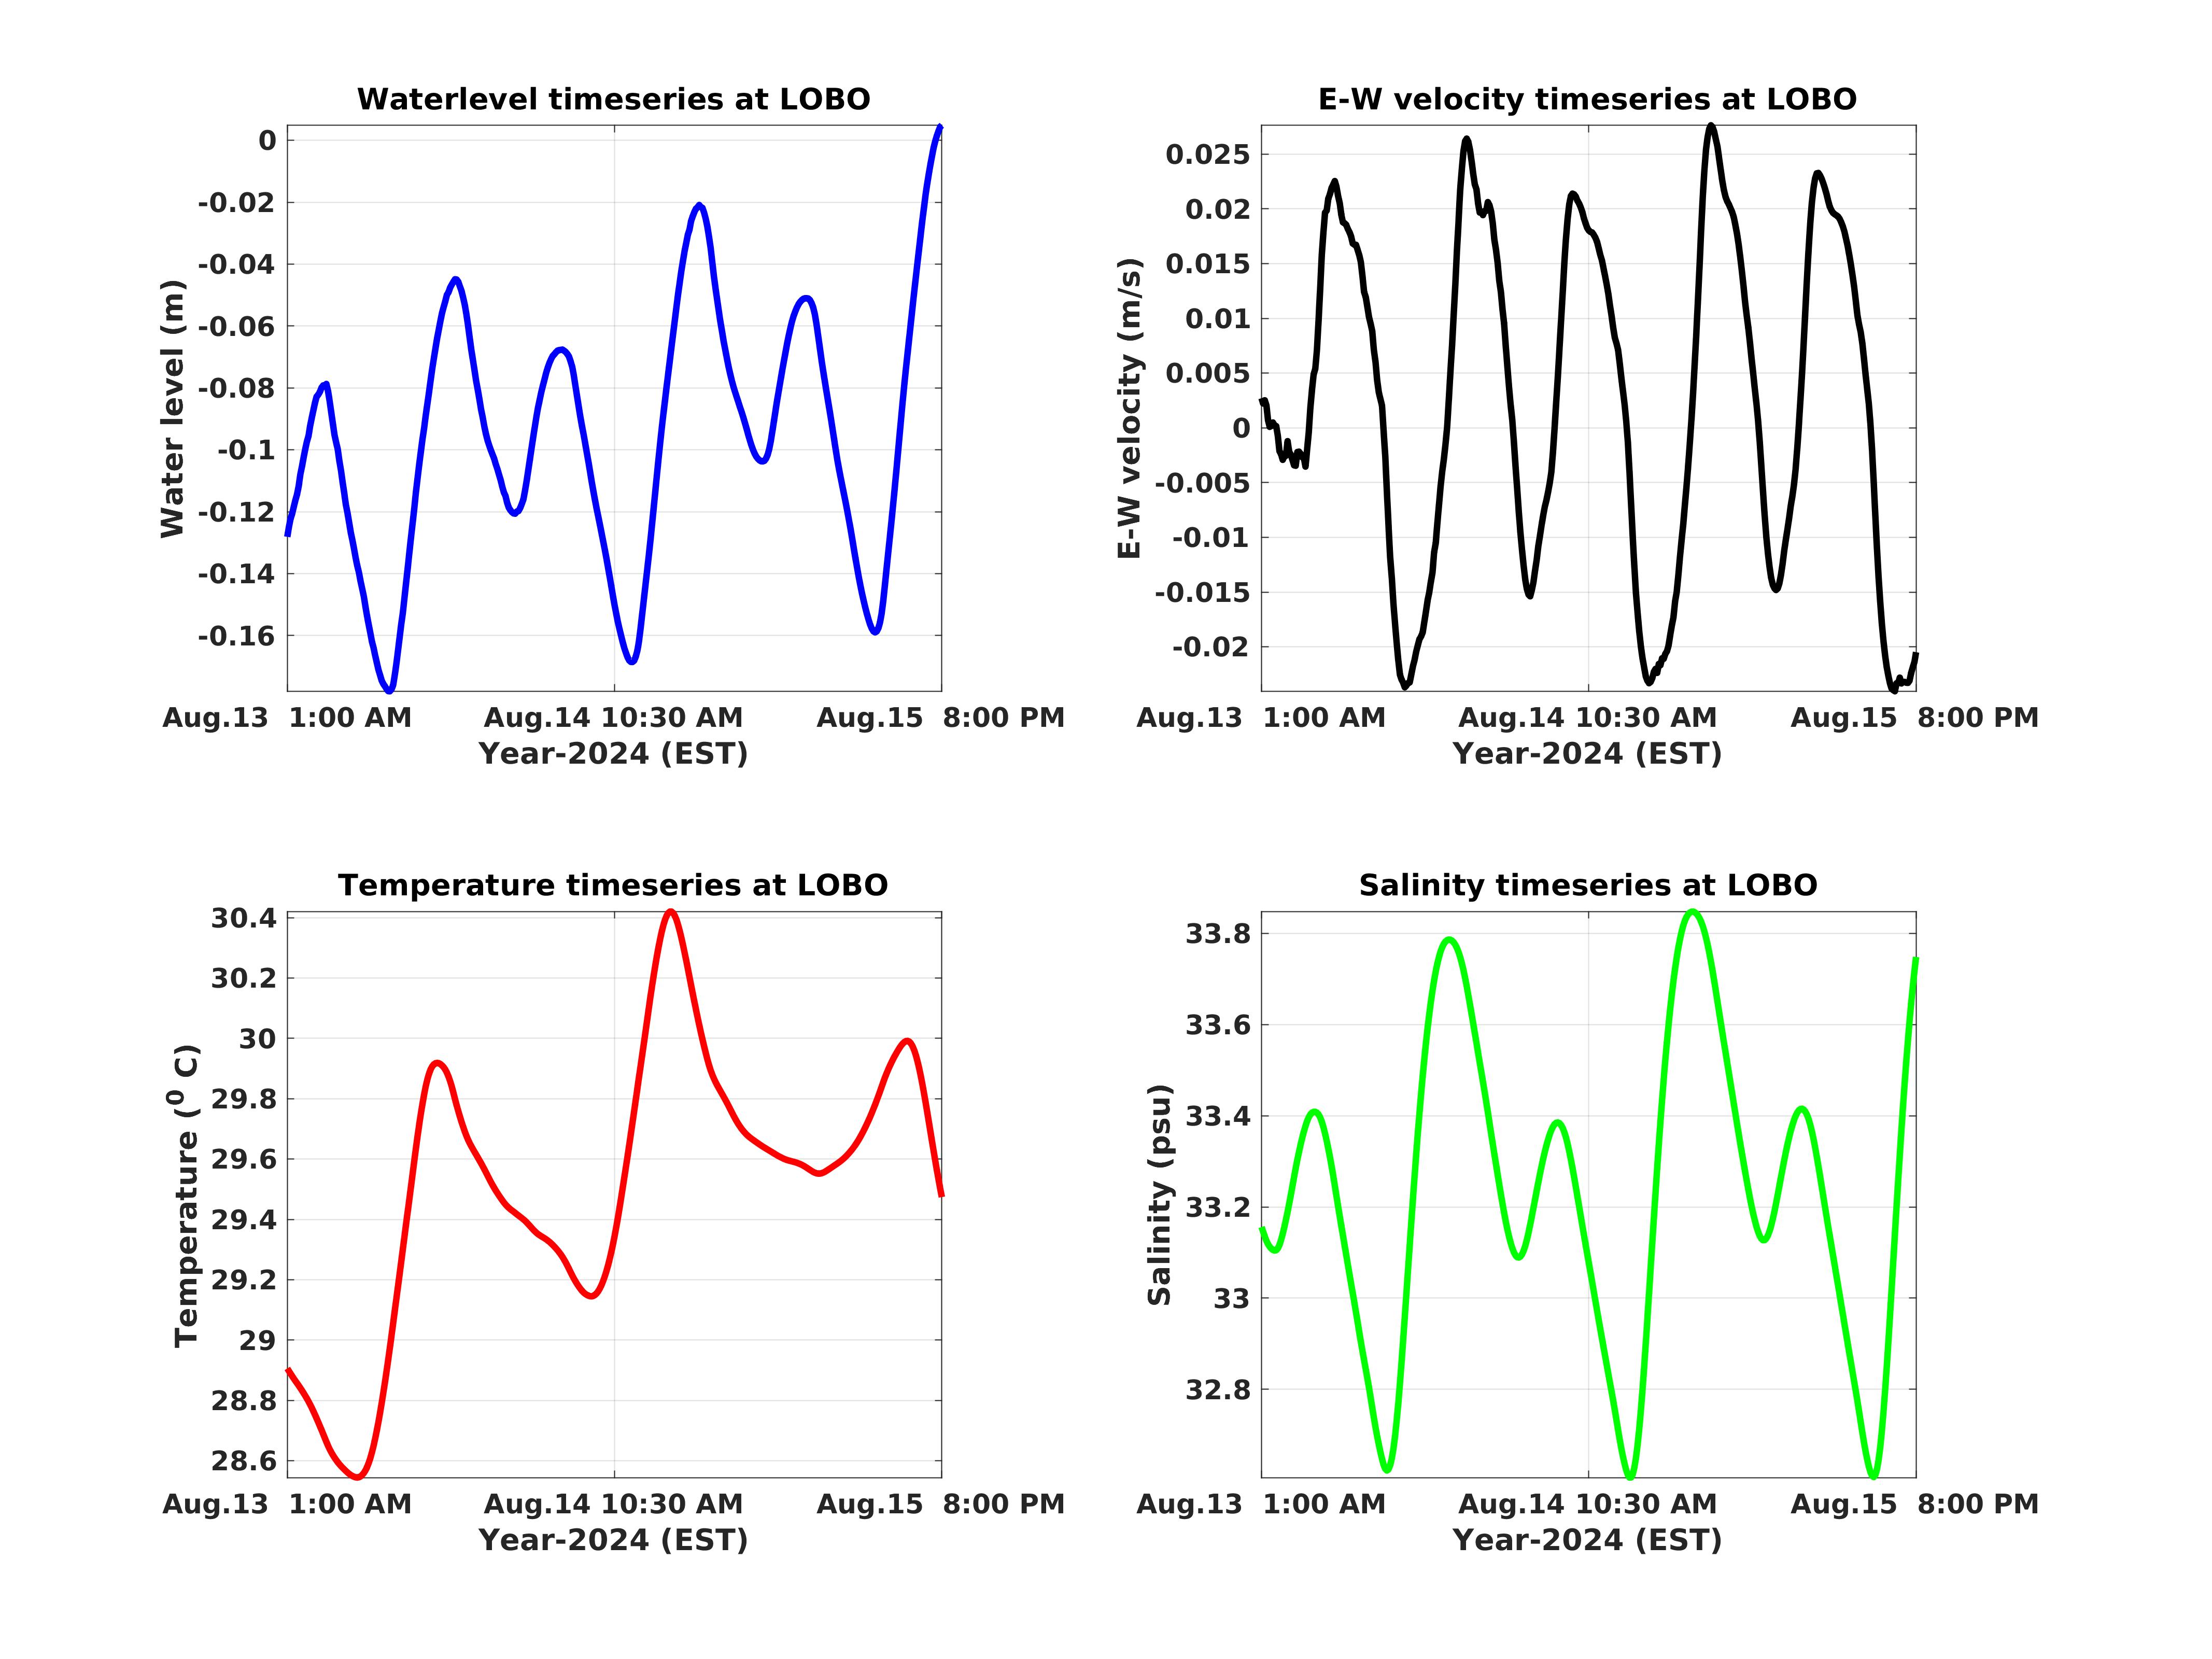 Waterlevel timeseries at LOBO
0
-0.02
-0.04
-0.06
-0.08
-0.1
-0.12
-0.14
-0.16
Water level (m)
Aug.13 1:00 AM Aug.14 10:30 AM Aug.15 8:00 PM
Year-2024 (EST)
E-W velocity timeseries at LOBO
0.025
0.02
0.015
0.01
0.005
0
-0.005
-0.01
-0.015
-0.02
E-W velocity (m/s)
Aug.13 1:00 AM Aug.14 10:30 AM Aug.15 8:00 PM
Year-2024 (EST)
Temperature timeseries at LOBO
30.4
30.2
30
29.8
29.6
29.4
29.2
29
28.8
28.6
Temperature (⁰ C)
Aug.13 1:00 AM Aug.14 10:30 AM Aug.15 8:00 PM
Year-2024 (EST)
Salinity timeseries at LOBO
33.8
33.6
33.4
33.2
33
32.8
Salinity (psu)
Aug.13 1:00 AM Aug.14 10:30 AM Aug.15 8:00 PM
Year-2024 (EST)